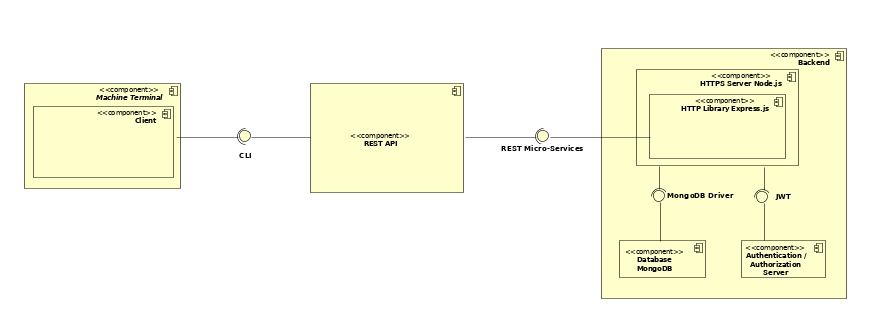 <<component>>
Machine Terminal
<<component>>
Client
CLI
<<component>>
REST API
REST Micro-Services
<<component>>
Backend
<<component>>
HTTPS Server Node.js
<<component>>
HTTP Library Express.js
MongoDB Driver
JWT
<<component>>
Database
MongoDB
<<component>>
Authentication /
Authorization
Server